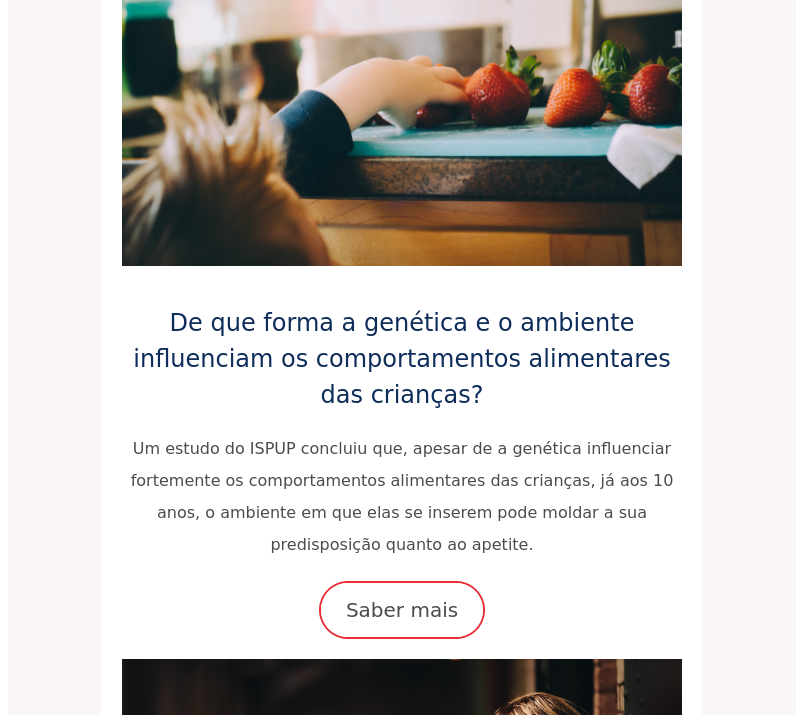 De que forma a genética e o ambiente
influenciam os comportamentos alimentares
das crianças?
Um estudo do ISPUP concluiu que, apesar de a genética influenciar
fortemente os comportamentos alimentares das crianças, já aos 10
anos, o ambiente em que elas se inserem pode moldar a sua
predisposição quanto ao apetite.
Saber mais